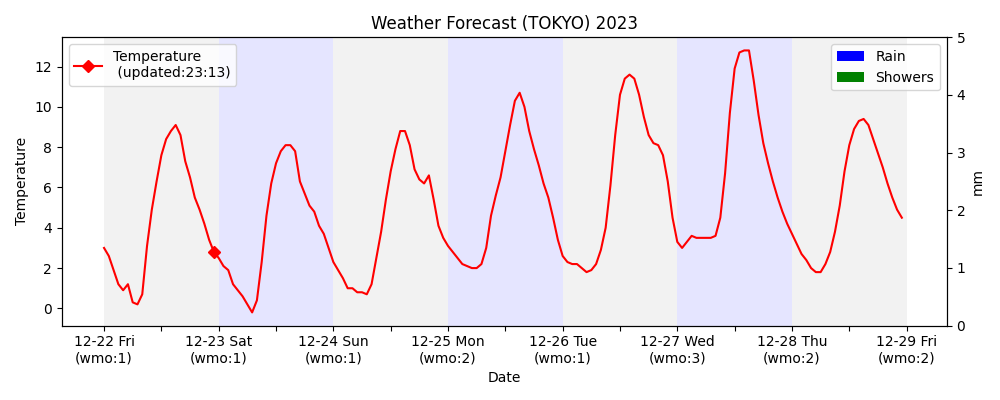 Weather Forecast (TOKYO) 2023
Temperature
(updated:23:13)
Rain
Showers
Temperature
12
10
8
6
4
2
0
5
4
3
2
1
0
mm
12-22 Fri
(wmo:1)
12-23 Sat
(wmo:1)
12-24 Sun
(wmo:1)
12-25 Mon
(wmo:2)
12-26 Tue
(wmo:1)
12-27 Wed
(wmo:3)
12-28 Thu
(wmo:2)
12-29 Fri
(wmo:2)
Date